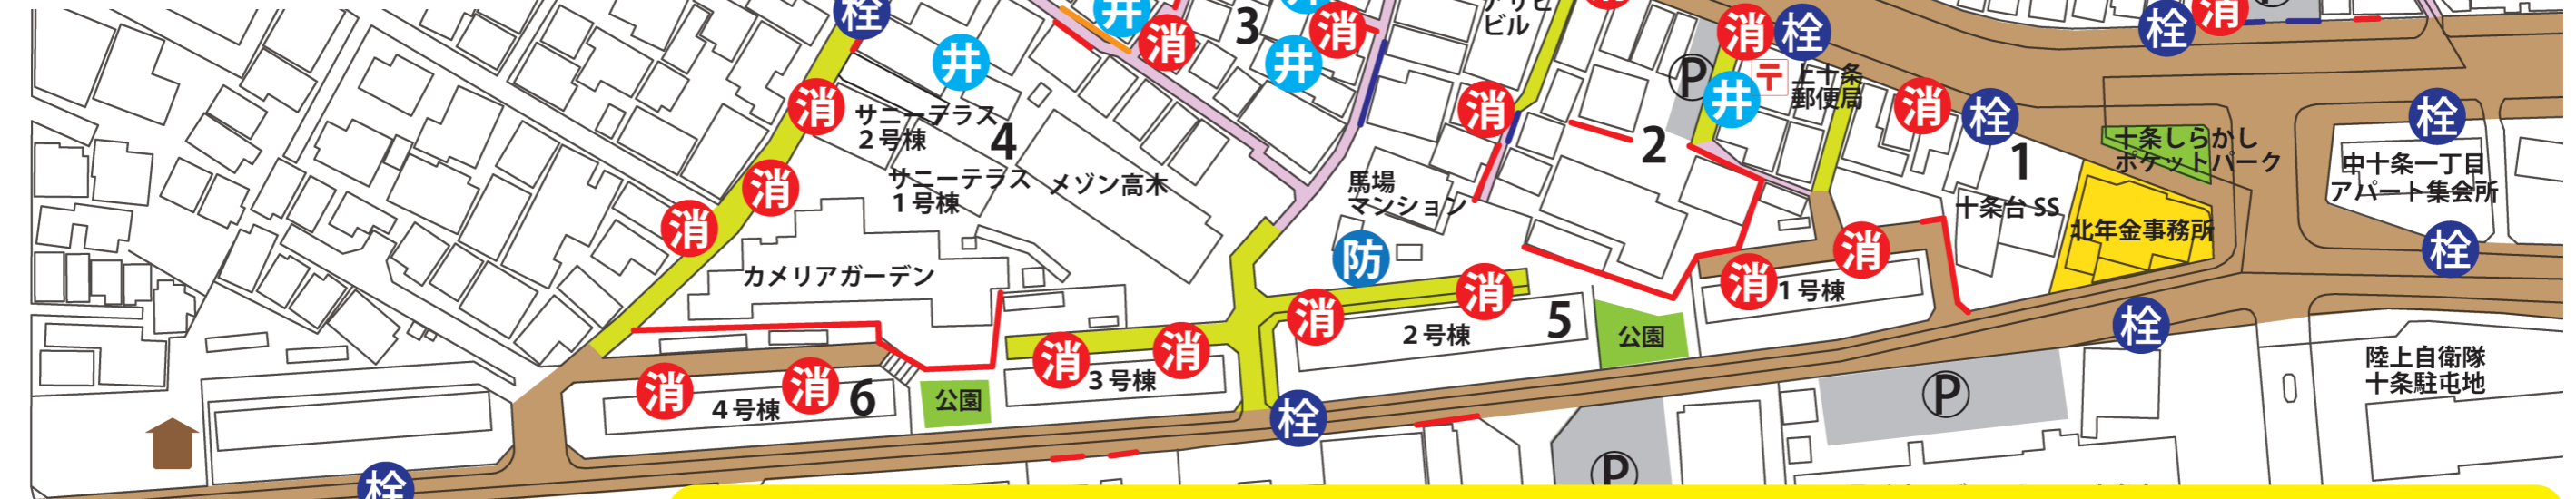 栓
井
消
3
井
消
井
消
ビル
消
栓
栓
消
P
〒
上十条
郵便局
井
井
消
サニーテラス
2号棟
4
消
2
消
栓
栓
十条しらかし
ポケットパーク
1
中十条一丁目
アパート集会所
サニーテラス
1号棟
メゾン高木
馬場
マンション
消
十条台 SS
北年金事務所
消
カメリアガーデン
防
消
消
消
栓
1号棟
消
消
2号棟
5
公園
栓
消
消
3号棟
陸上自衛隊
十条駐屯地
消
消
4号棟
6
公園
P
栓
P
栓